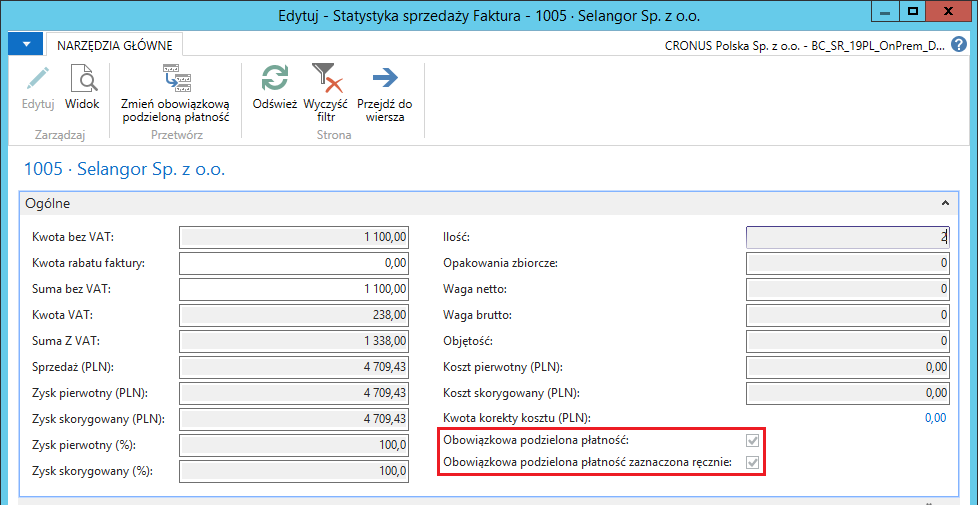 Edytuj - Statystyka sprzedaży Faktura - 1005 · Selangor Sp. z o.o.
NARZĘDZIA GŁÓWNE
CRONUS Polska Sp. z o.o. - BC_SR_19PL_OnPrem_D... ?
Edytuj
Widok
Zmień obowiązkową
podzieloną płatność
Odśwież
Wyczyść
filtr
Przejdź do
wiersza
Zarządzaj
Przetwórz
Strona
1005 · Selangor Sp. z o.o.
Ogólne
Kwota bez VAT: 1 100,00
Kwota rabatu faktury: 0,00
Suma bez VAT: 1 100,00
Kwota VAT: 238,00
Suma Z VAT: 1 338,00
Sprzedaż (PLN): 4 709,43
Zysk pierwotny (PLN): 4 709,43
Zysk skorygowany (PLN): 4 709,43
Zysk pierwotny (%): 100,0
Zysk skorygowany (%): 100,0
Ilość: 2
Opakowania zbiorcze: 0
Waga netto: 0
Waga brutto: 0
Objętość: 0
Koszt pierwotny (PLN): 0,00
Koszt skorygowany (PLN): 0,00
Kwota korekty kosztu (PLN): 0,00
Obowiązkowa podzielona płatność:
Obowiązkowa podzielona płatność zaznaczona ręcznie: